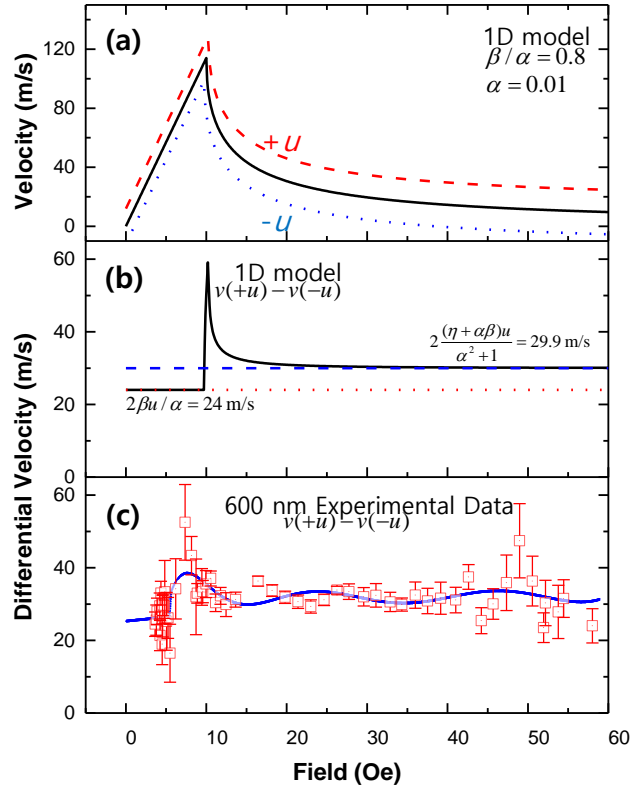 (a)
1D model
β/α = 0.8
α = 0.01
+u
-u
Velocity (m/s)
120
80
40
0
(b)
1D model
v(+u) − v(−u)
2 (η + αβ)u / α² + 1 = 29.9 m/s
2βu / α = 24 m/s
60
40
20
0
Differential Velocity (m/s)
(c)
600 nm Experimental Data
v(+u) − v(−u)
60
40
20
0
0 10 20 30 40 50 60
Field (Oe)